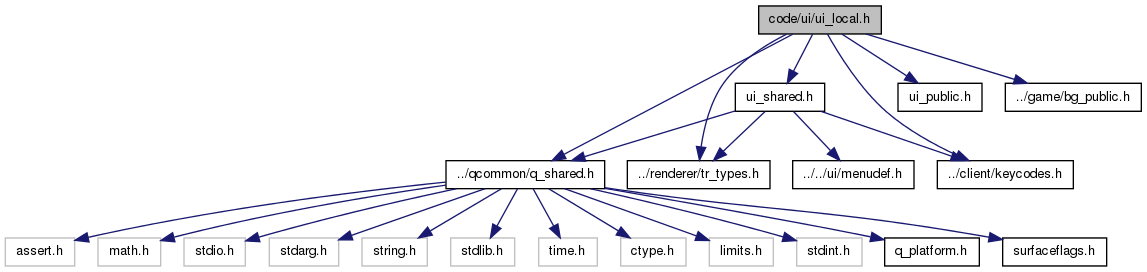 code/ui/ui_local.h
ui_shared.h
ui_public.h
../game/bg_public.h
../qcommon/q_shared.h
../renderer/tr_types.h
../../ui/menudef.h
../client/keycodes.h
assert.h
math.h
stdio.h
stdarg.h
string.h
stdlib.h
time.h
ctype.h
limits.h
stdint.h
q_platform.h
surfaceflags.h